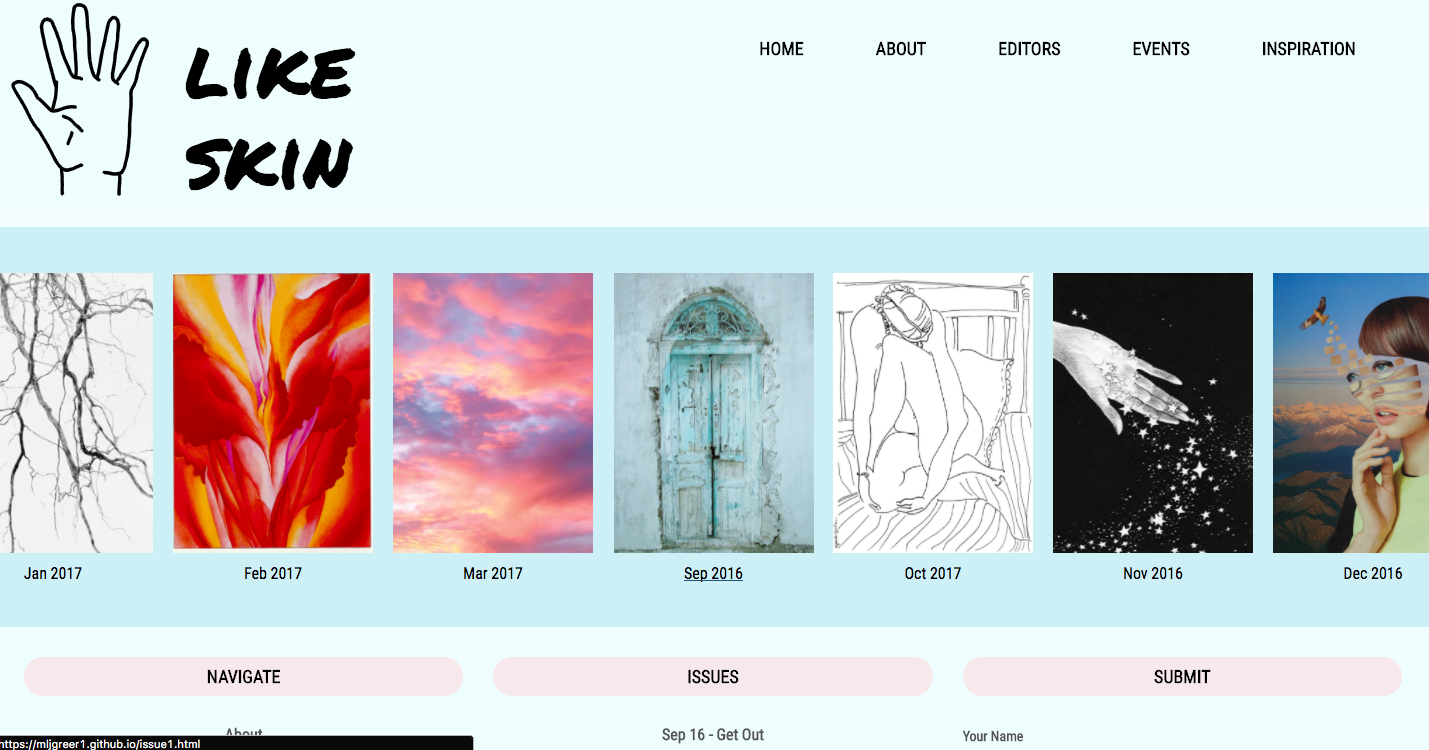 LIKE
SKIN
HOME ABOUT EDITORS EVENTS INSPIRATION
Jan 2017 Feb 2017 Mar 2017 Sep 2016 Oct 2017 Nov 2016 Dec 2016
NAVIGATE ISSUES SUBMIT
About Sep 16 - Get Out Your Name
https://mljgreer1.github.io/issue1.html